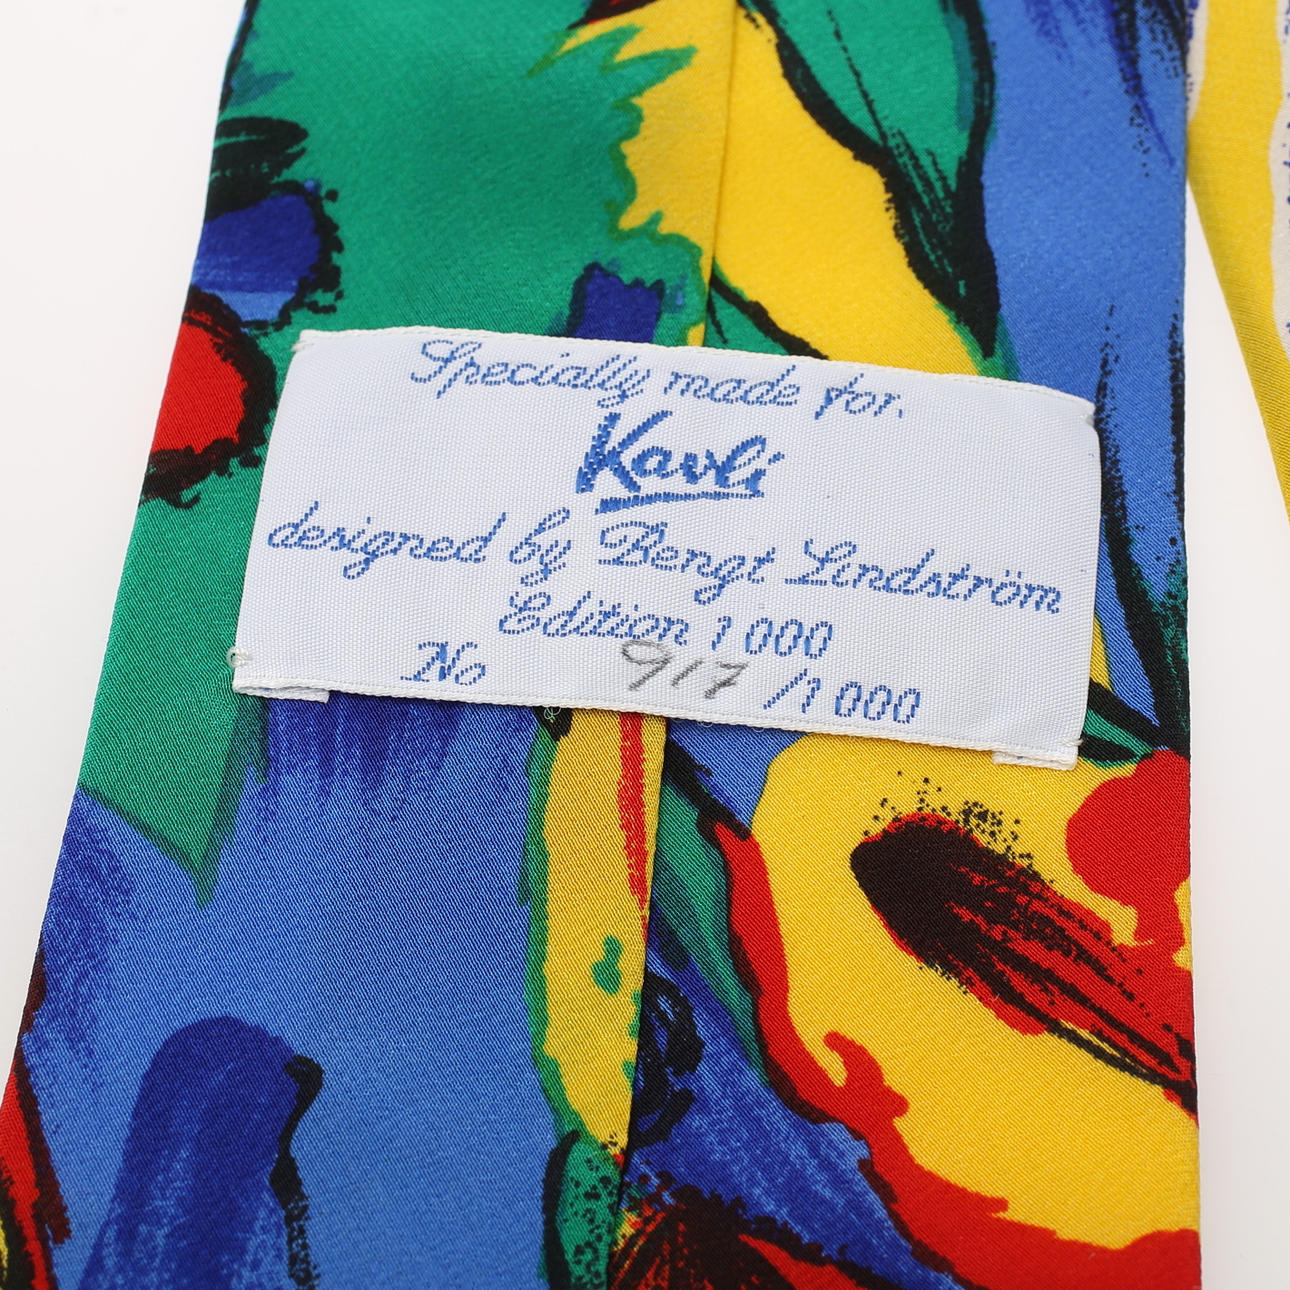 Specially made for:
Kavli
designed by Bengt Lindström
Edition 1 000
No 917 /1 000